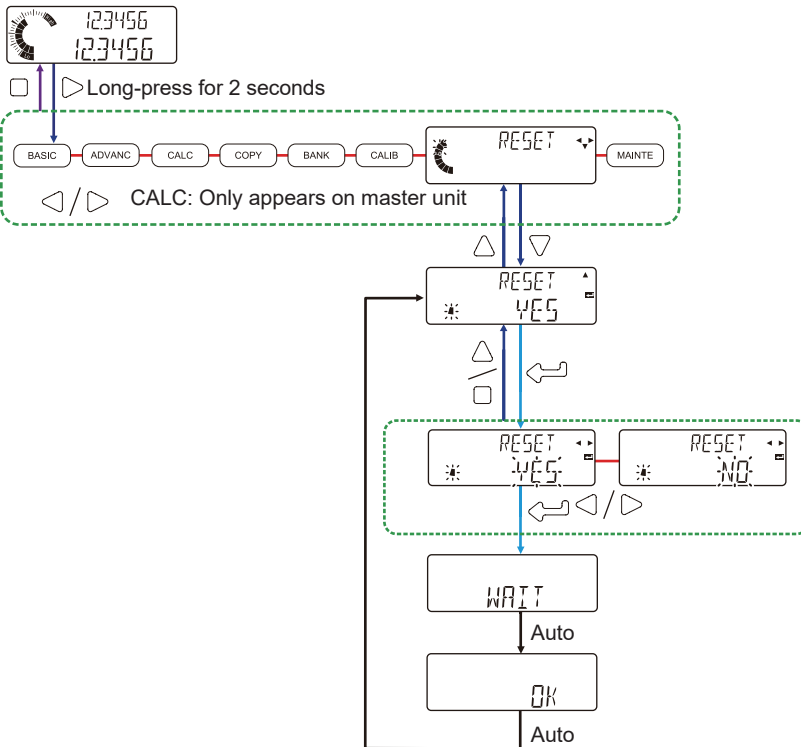 12.3456
12.3456
Long-press for 2 seconds
BASIC ADVANC CALC COPY BANK CALIB RESET MAINTE
CALC: Only appears on master unit
RESET
YES
RESET RESET
YES NO
WAIT
Auto
OK
Auto